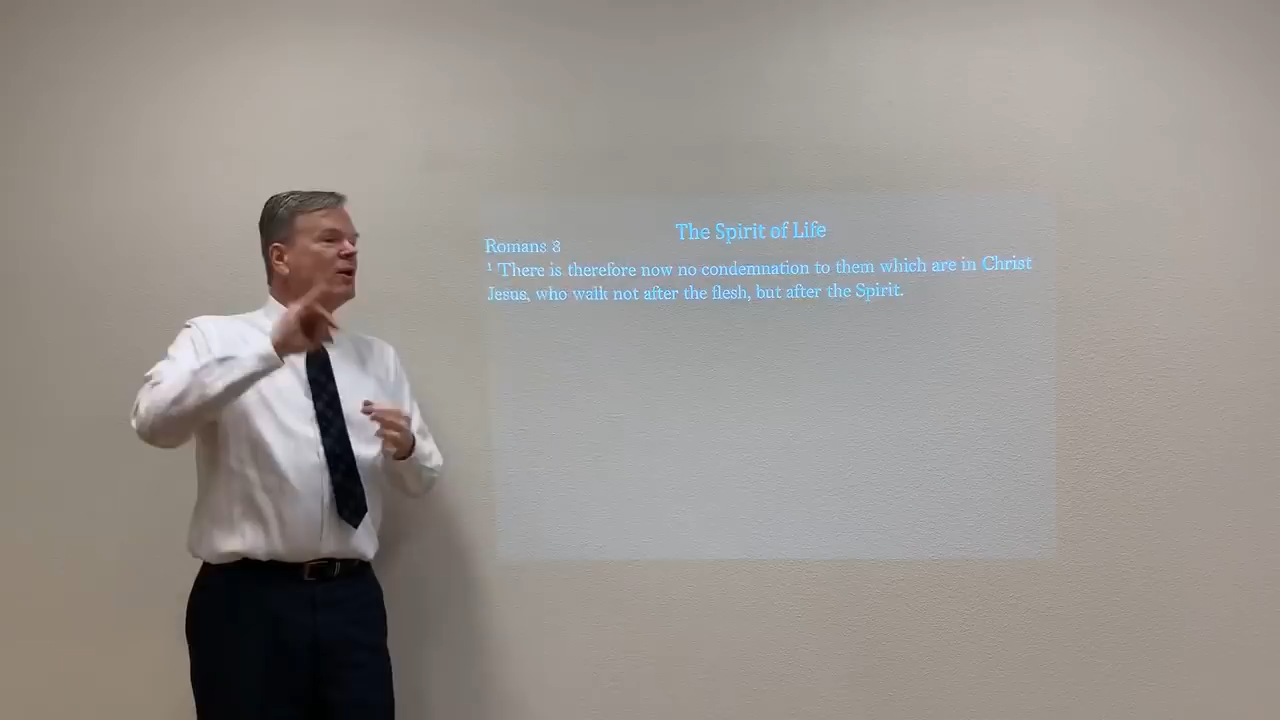 The Spirit of Life
Romans 8
¹ There is therefore now no condemnation to them which are in Christ
Jesus, who walk not after the flesh, but after the Spirit.